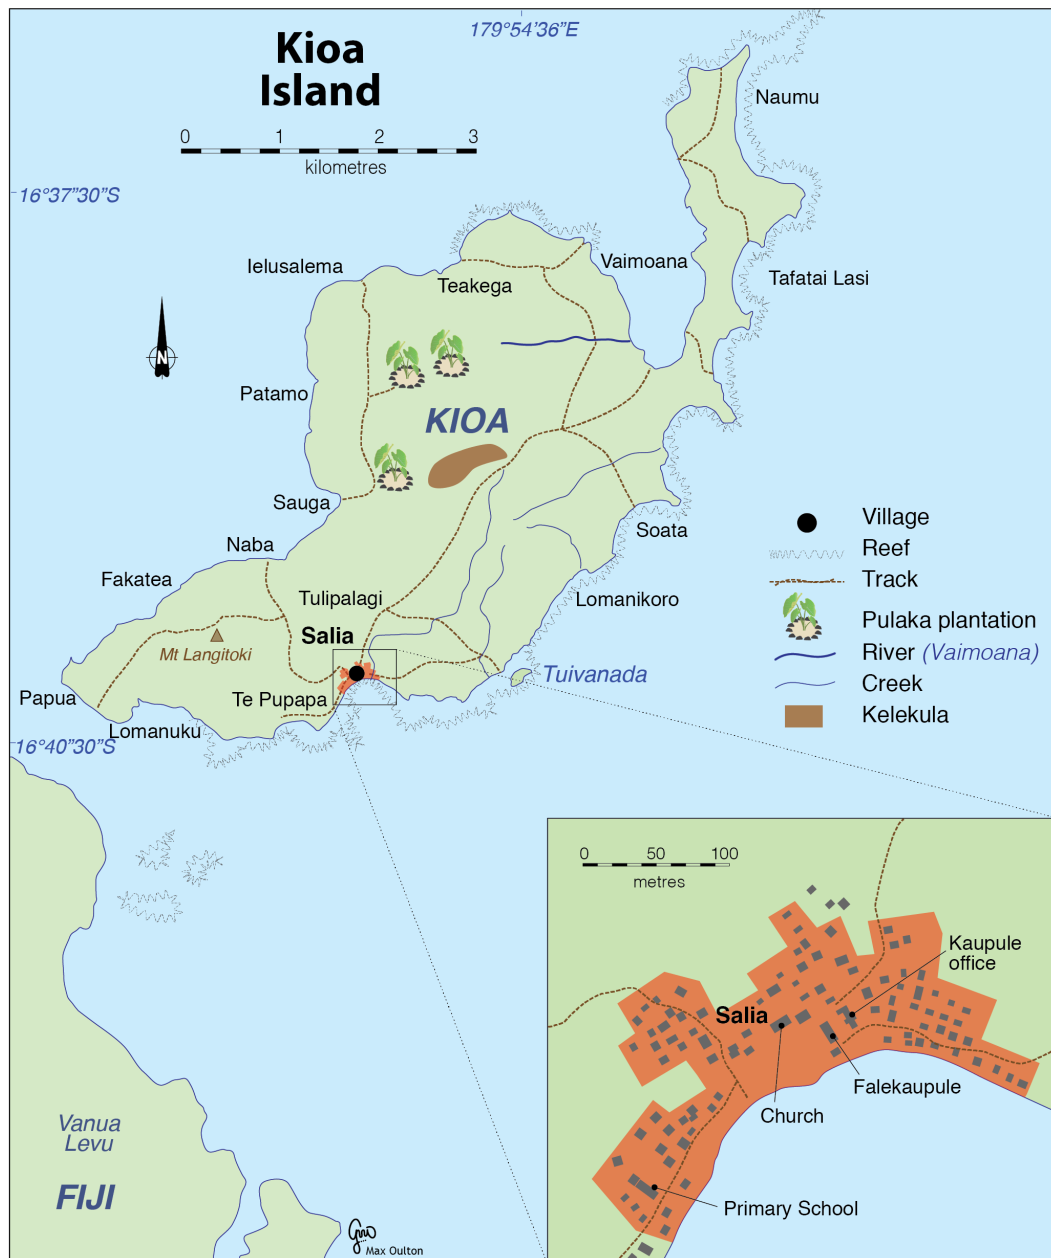 Kioa
Island
179°54'36"E
0 1 2 3
kilometres
16°37"30"S
Naumu
Ielusalema
Teakega
Vaimoana
Tafatai Lasi
N
Patamo
KIOA
Sauga
Soata
Naba
Fakatea
Tulipalagi
Lomanikoro
Salia
Mt Langitoki
Tuivanada
Papua
Te Pupapa
Lomanuku
16°40"30"S
Village
Reef
Track
Pulaka plantation
River (Vaimoana)
Creek
Kelekula
0 50 100
metres
Kaupule
office
Salia
Falekaupule
Church
Primary School
Vanua
Levu
FIJI
Max Oulton